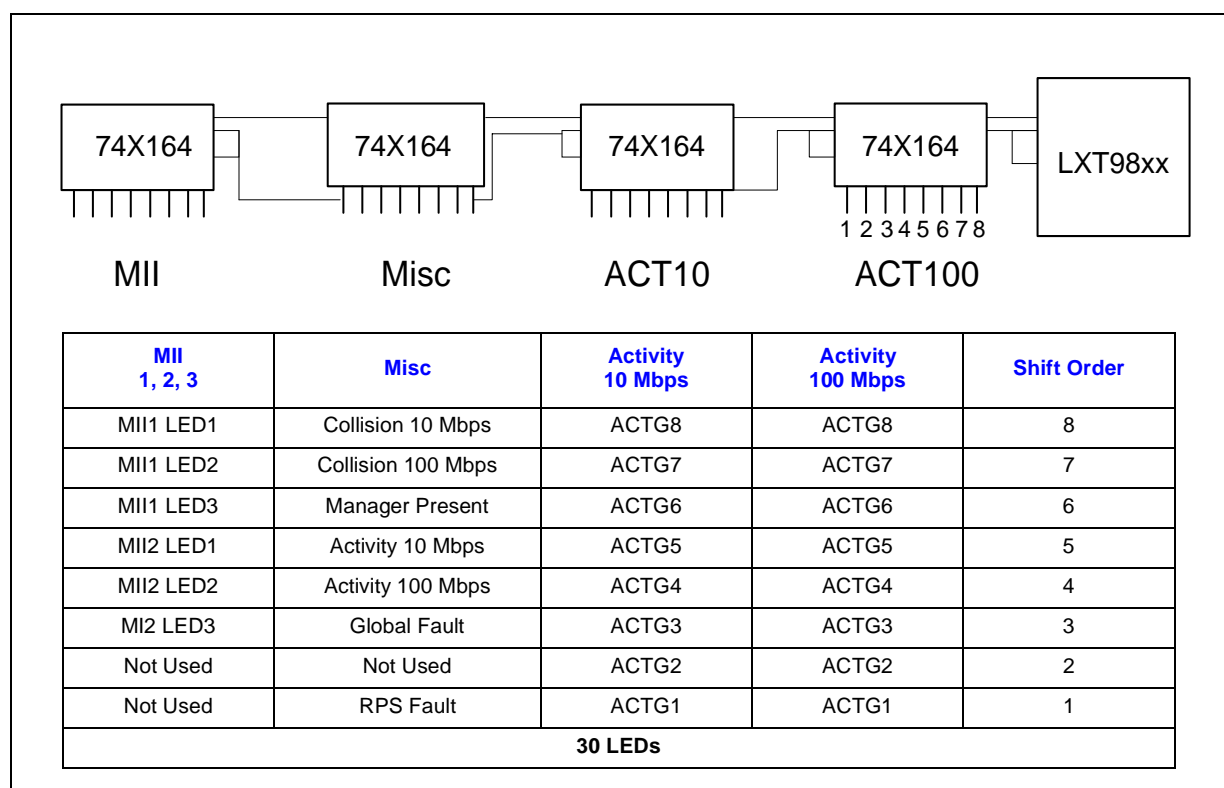 74X164 74X164 74X164 74X164 LXT98xx
1 2 3 4 5 6 7 8
MII Misc ACT10 ACT100
MII 1, 2, 3 Misc Activity 10 Mbps Activity 100 Mbps Shift Order
MII1 LED1 Collision 10 Mbps ACTG8 ACTG8 8
MII1 LED2 Collision 100 Mbps ACTG7 ACTG7 7
MII1 LED3 Manager Present ACTG6 ACTG6 6
MII2 LED1 Activity 10 Mbps ACTG5 ACTG5 5
MII2 LED2 Activity 100 Mbps ACTG4 ACTG4 4
MI2 LED3 Global Fault ACTG3 ACTG3 3
Not Used Not Used ACTG2 ACTG2 2
Not Used RPS Fault ACTG1 ACTG1 1
30 LEDs